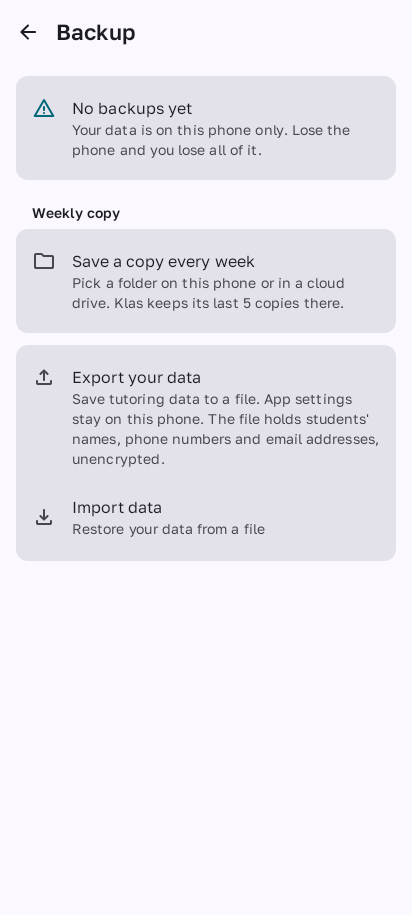 Backup
No backups yet
Your data is on this phone only. Lose the
phone and you lose all of it.
Weekly copy
Save a copy every week
Pick a folder on this phone or in a cloud
drive. Klas keeps its last 5 copies there.
Export your data
Save tutoring data to a file. App settings
stay on this phone. The file holds students'
names, phone numbers and email addresses,
unencrypted.
Import data
Restore your data from a file